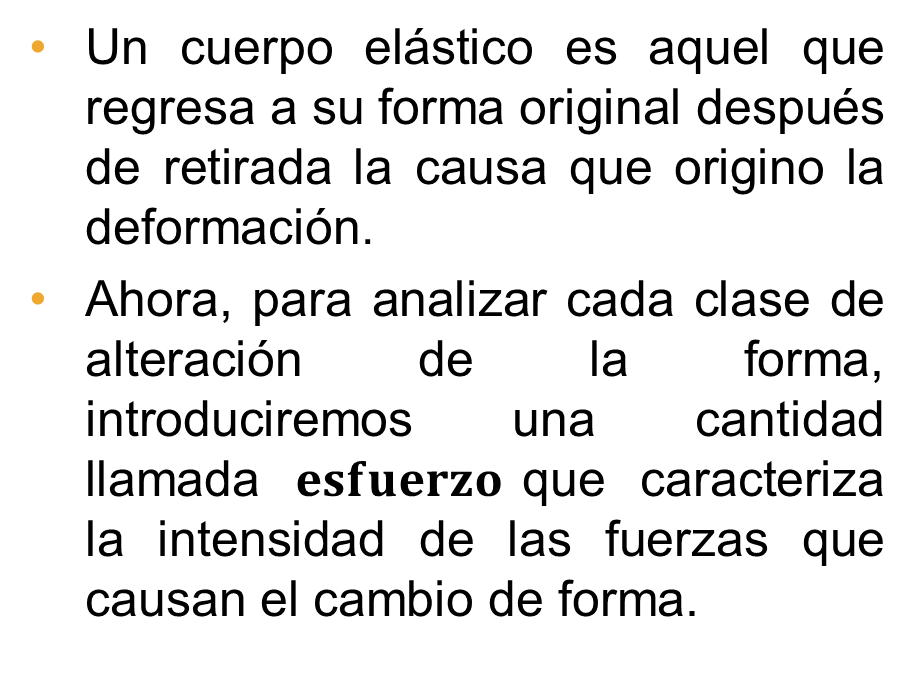 • Un cuerpo elástico es aquel que
regresa a su forma original después
de retirada la causa que origino la
deformación.
• Ahora, para analizar cada clase de
alteración de la forma,
introduciremos una cantidad
llamada esfuerzo que caracteriza
la intensidad de las fuerzas que
causan el cambio de forma.